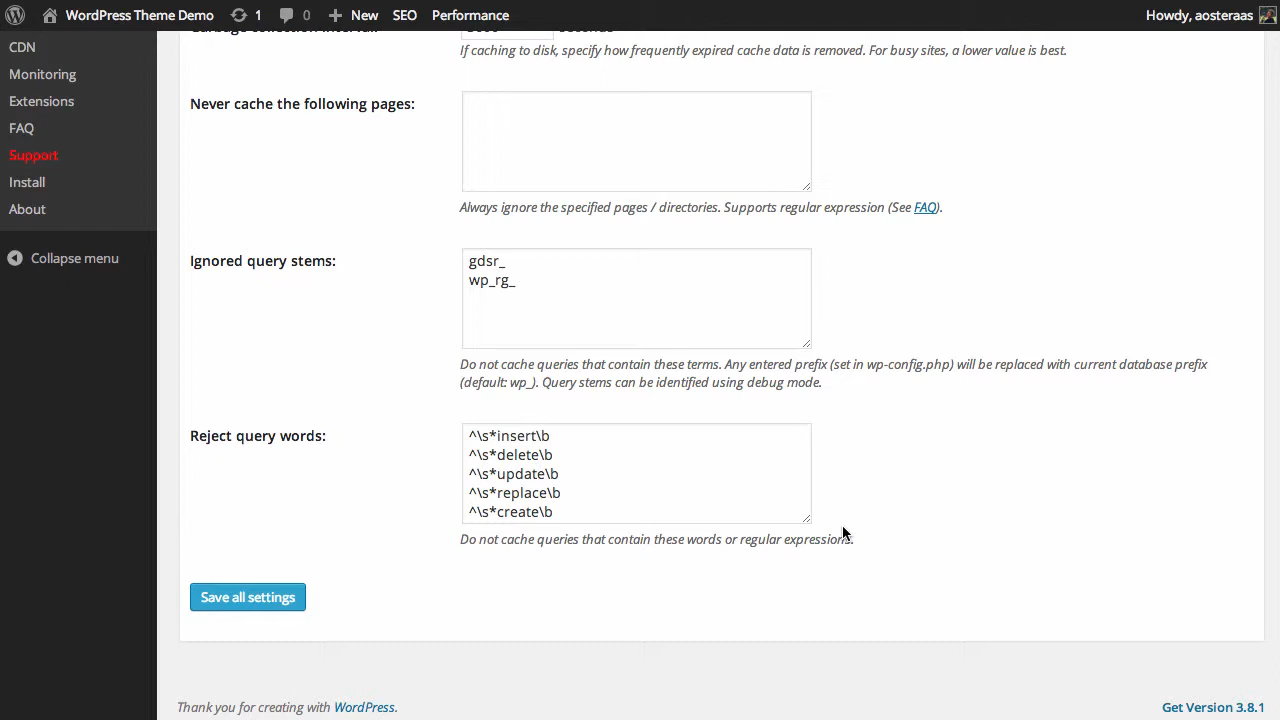 WordPress Theme Demo 1 0 New SEO Performance Howdy, aosteraas
CDN
Monitoring
Extensions
FAQ
Support
Install
About
Collapse menu
If caching to disk, specify how frequently expired cache data is removed. For busy sites, a lower value is best.
Never cache the following pages:
Always ignore the specified pages / directories. Supports regular expression (See FAQ).
Ignored query stems:
gdsr_
wp_rg_
Do not cache queries that contain these terms. Any entered prefix (set in wp-config.php) will be replaced with current database prefix
(default: wp_). Query stems can be identified using debug mode.
Reject query words:
^\s*insert\b
^\s*delete\b
^\s*update\b
^\s*replace\b
^\s*create\b
Do not cache queries that contain these words or regular expressions.
Save all settings
Thank you for creating with WordPress.
Get Version 3.8.1